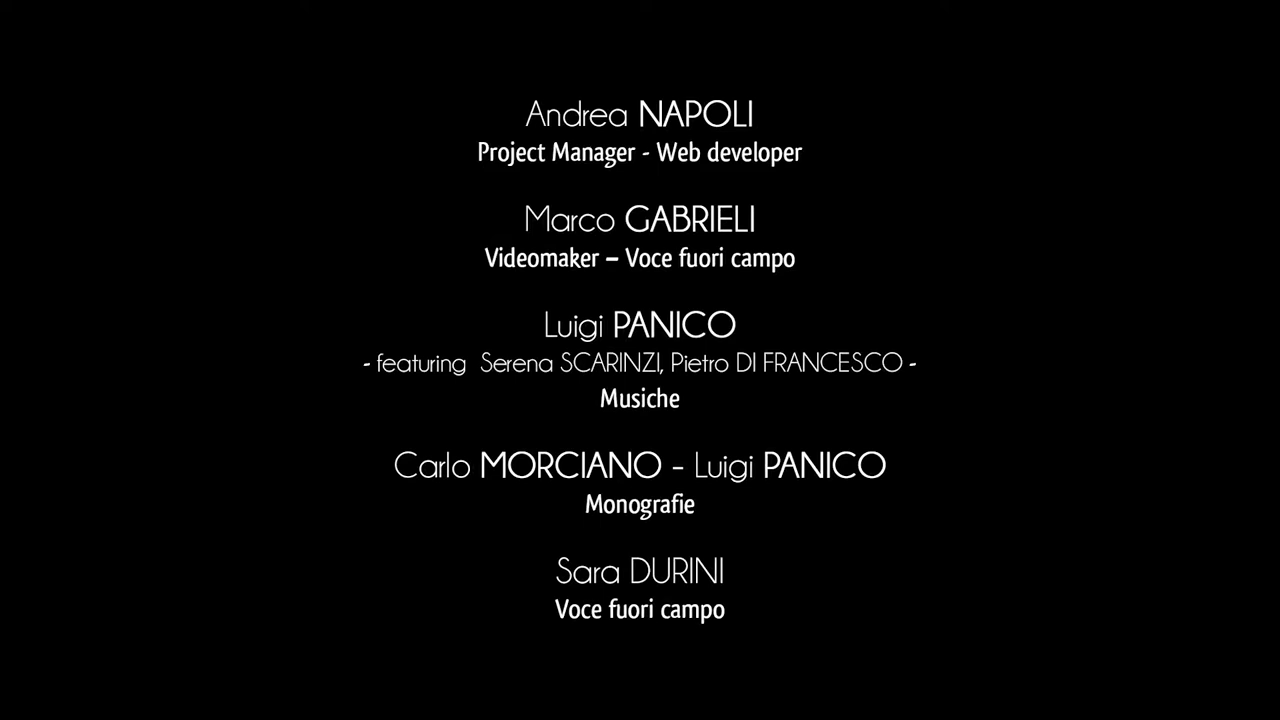 Andrea NAPOLI
Project Manager - Web developer
Marco GABRIELI
Videomaker – Voce fuori campo
Luigi PANICO
- featuring Serena SCARINZI, Pietro DI FRANCESCO -
Musiche
Carlo MORCIANO - Luigi PANICO
Monografie
Sara DURINI
Voce fuori campo